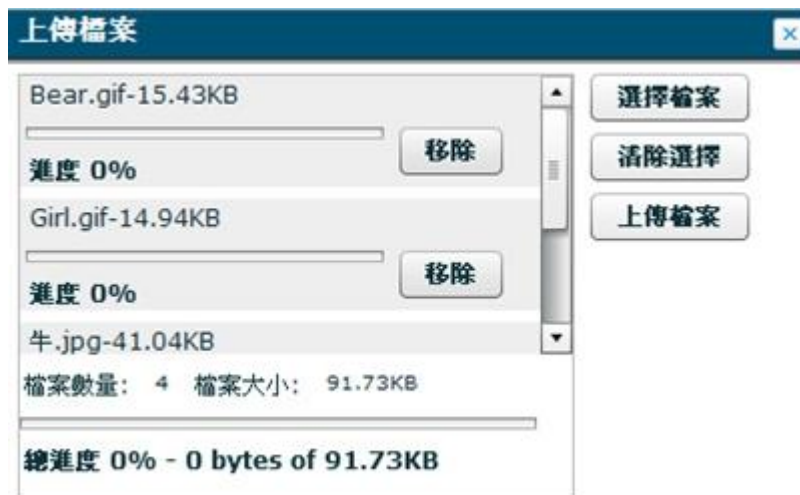 上傳檔案
Bear.gif-15.43KB
移除
進度 0%
Girl.gif-14.94KB
移除
進度 0%
牛.jpg-41.04KB
檔案數量: 4 檔案大小: 91.73KB
總進度 0% - 0 bytes of 91.73KB
選擇檔案
清除選擇
上傳檔案